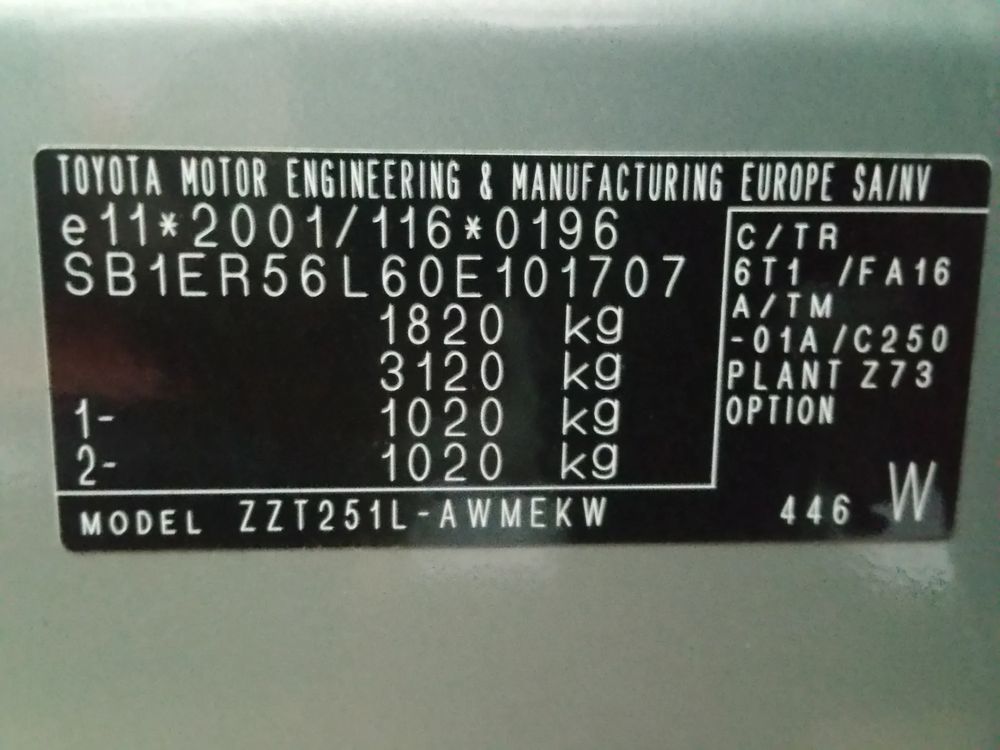 TOYOTA MOTOR ENGINEERING & MANUFACTURING EUROPE SA/NV
e11*2001/116*0196
SB1ER56L60E101707
1820 kg
3120 kg
1- 1020 kg
2- 1020 kg
C/TR
6T1 /FA16
A/TM
-01A/C250
PLANT Z73
OPTION
446 W
MODEL ZZT251L-AWMEKW